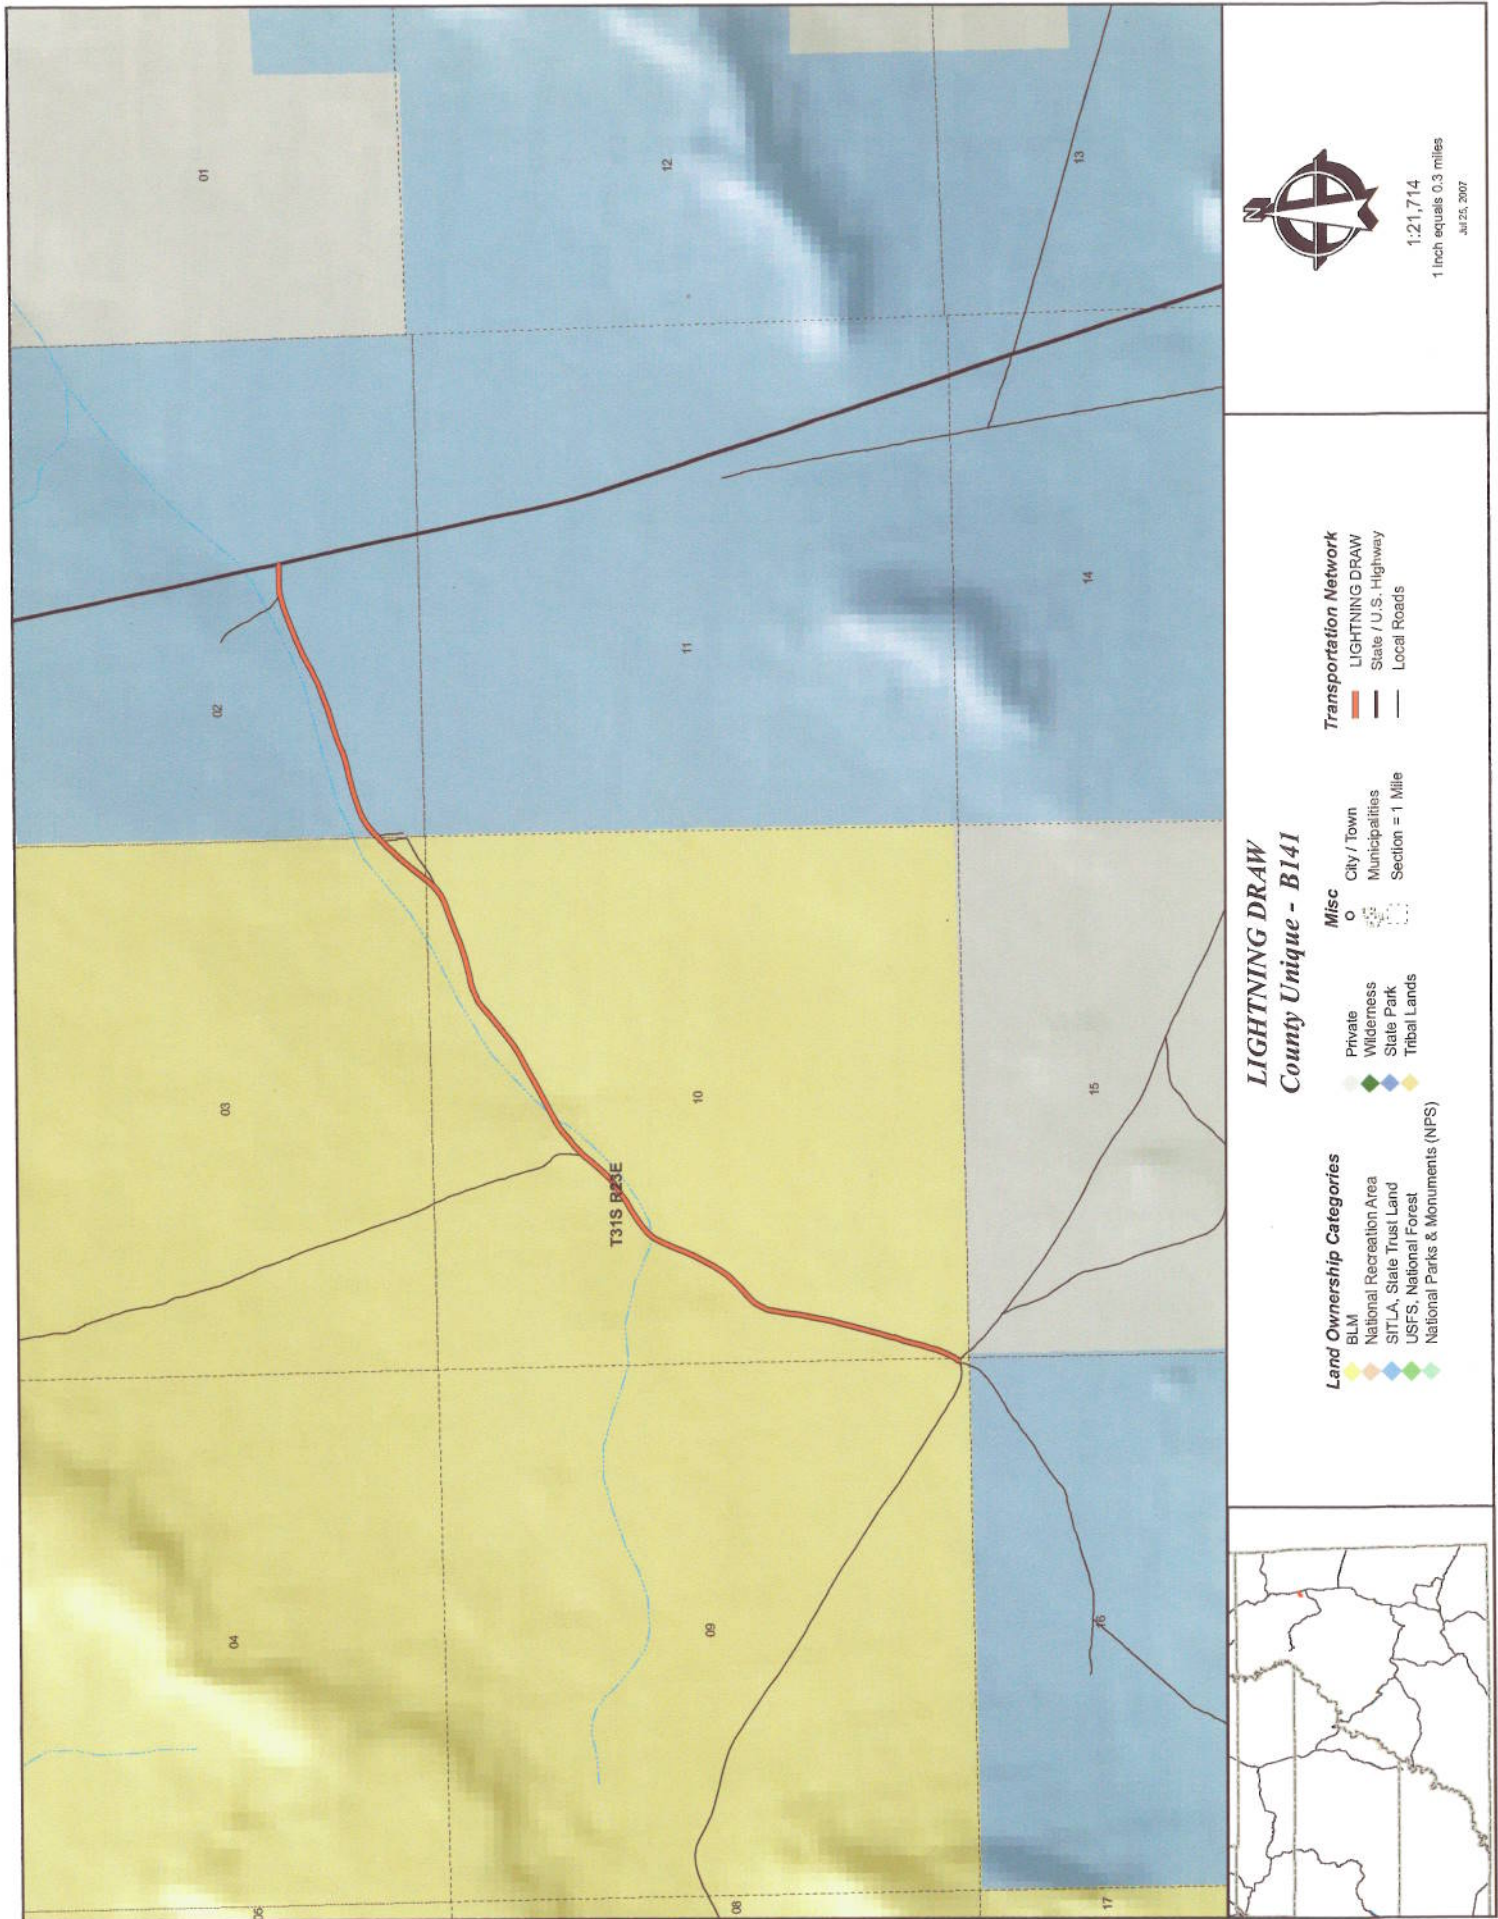 01
02
03
04
05
12
11
10
09
08
13
14
15
16
17
T31S R23E
LIGHTNING DRAW
County Unique - B141
Land Ownership Categories
BLM
National Recreation Area
SITLA, State Trust Land
USFS, National Forest
National Parks & Monuments (NPS)
Private
Wilderness
State Park
Tribal Lands
Misc
City / Town
Municipalities
Section = 1 Mile
Transportation Network
LIGHTNING DRAW
State / U.S. Highway
Local Roads
N
1:21,714
1 inch equals 0.3 miles
Jul 25, 2007